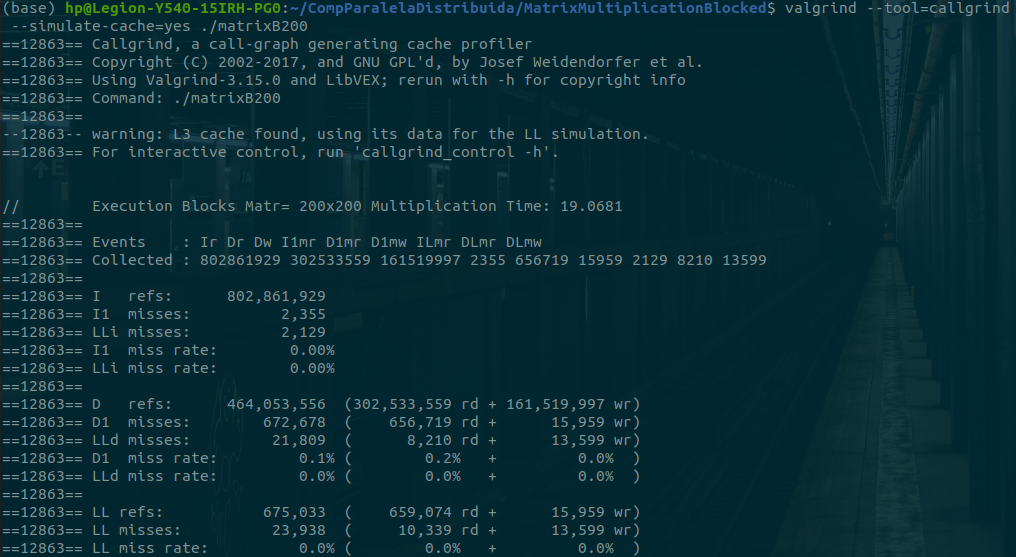 (base) hp@Legion-Y540-15IRH-PG0:~/CompParalelaDistribuida/MatrixMultiplicationBlocked$ valgrind --tool=callgrind
 --simulate-cache=yes ./matrixB200
==12863== Callgrind, a call-graph generating cache profiler
==12863== Copyright (C) 2002-2017, and GNU GPL'd, by Josef Weidendorfer et al.
==12863== Using Valgrind-3.15.0 and LibVEX; rerun with -h for copyright info
==12863== Command: ./matrixB200
==12863==
--12863-- warning: L3 cache found, using its data for the LL simulation.
==12863== For interactive control, run 'callgrind_control -h'.
//        Execution Blocks Matr= 200x200 Multiplication Time: 19.0681
==12863==
==12863== Events    : Ir Dr Dw I1mr D1mr D1mw ILmr DLmr DLmw
==12863== Collected : 802861929 302533559 161519997 2355 656719 15959 2129 8210 13599
==12863==
==12863== I   refs:      802,861,929
==12863== I1  misses:          2,355
==12863== LLi misses:          2,129
==12863== I1  miss rate:        0.00%
==12863== LLi miss rate:        0.00%
==12863==
==12863== D   refs:      464,053,556  (302,533,559 rd + 161,519,997 wr)
==12863== D1  misses:        672,678  (    656,719 rd +      15,959 wr)
==12863== LLd misses:         21,809  (      8,210 rd +      13,599 wr)
==12863== D1  miss rate:         0.1% (        0.2%   +         0.0%  )
==12863== LLd miss rate:         0.0% (        0.0%   +         0.0%  )
==12863==
==12863== LL refs:           675,033  (    659,074 rd +      15,959 wr)
==12863== LL misses:          23,938  (     10,339 rd +      13,599 wr)
==12863== LL miss rate:          0.0% (        0.0%   +         0.0%  )